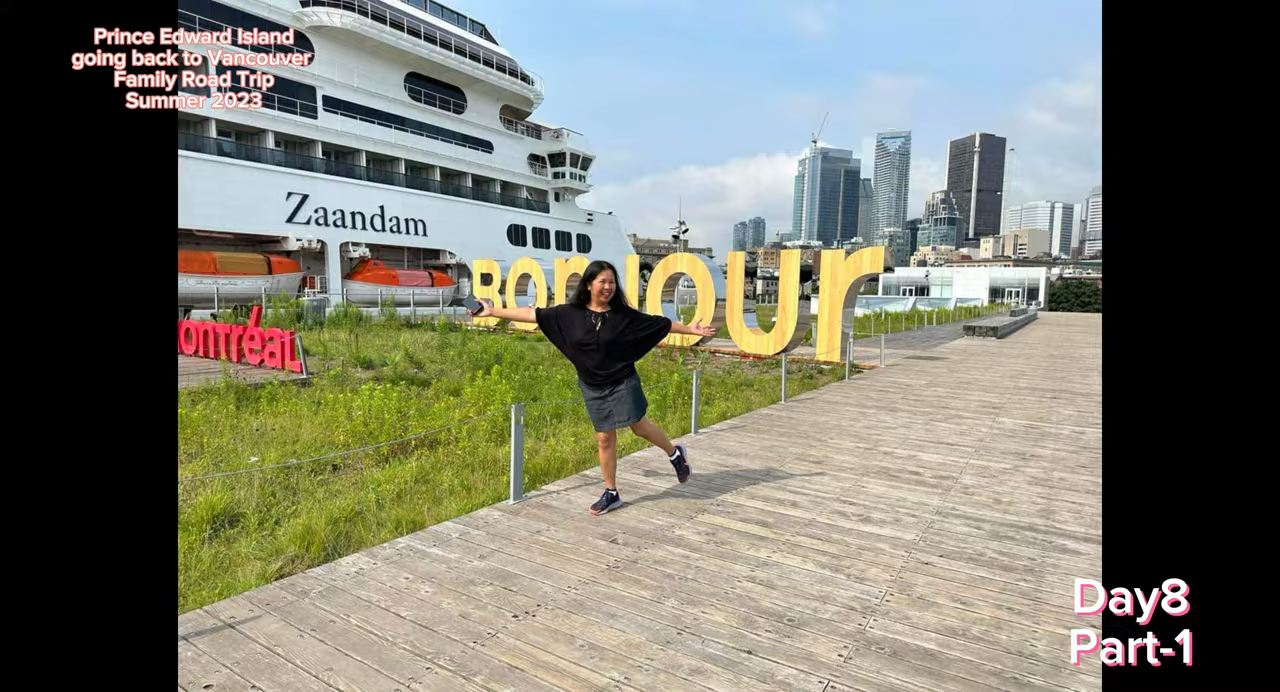 Prince Edward Island
going back to Vancouver
Family Road Trip
Summer 2023
Zaandam
BONJOUR
ontréal
Day8
Part-1